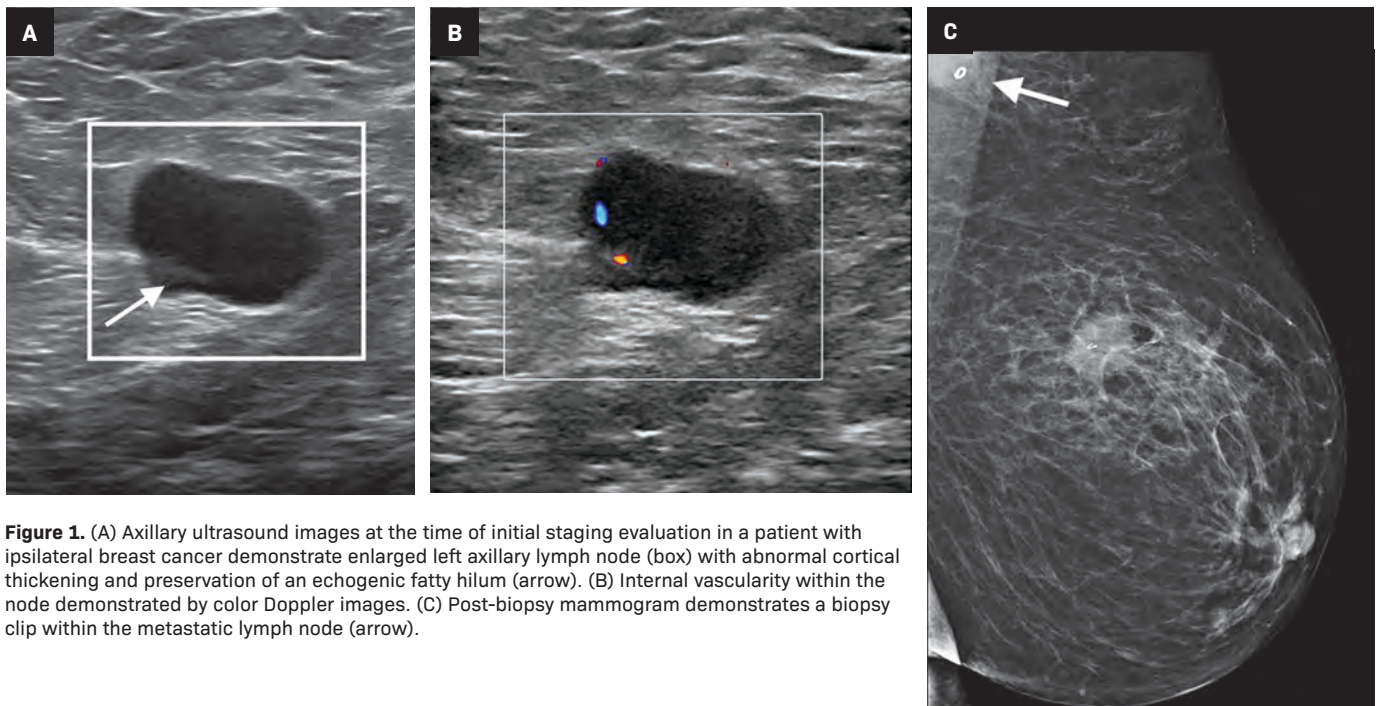 A
B
C
Figure 1. (A) Axillary ultrasound images at the time of initial staging evaluation in a patient with
ipsilateral breast cancer demonstrate enlarged left axillary lymph node (box) with abnormal cortical
thickening and preservation of an echogenic fatty hilum (arrow). (B) Internal vascularity within the
node demonstrated by color Doppler images. (C) Post-biopsy mammogram demonstrates a biopsy
clip within the metastatic lymph node (arrow).